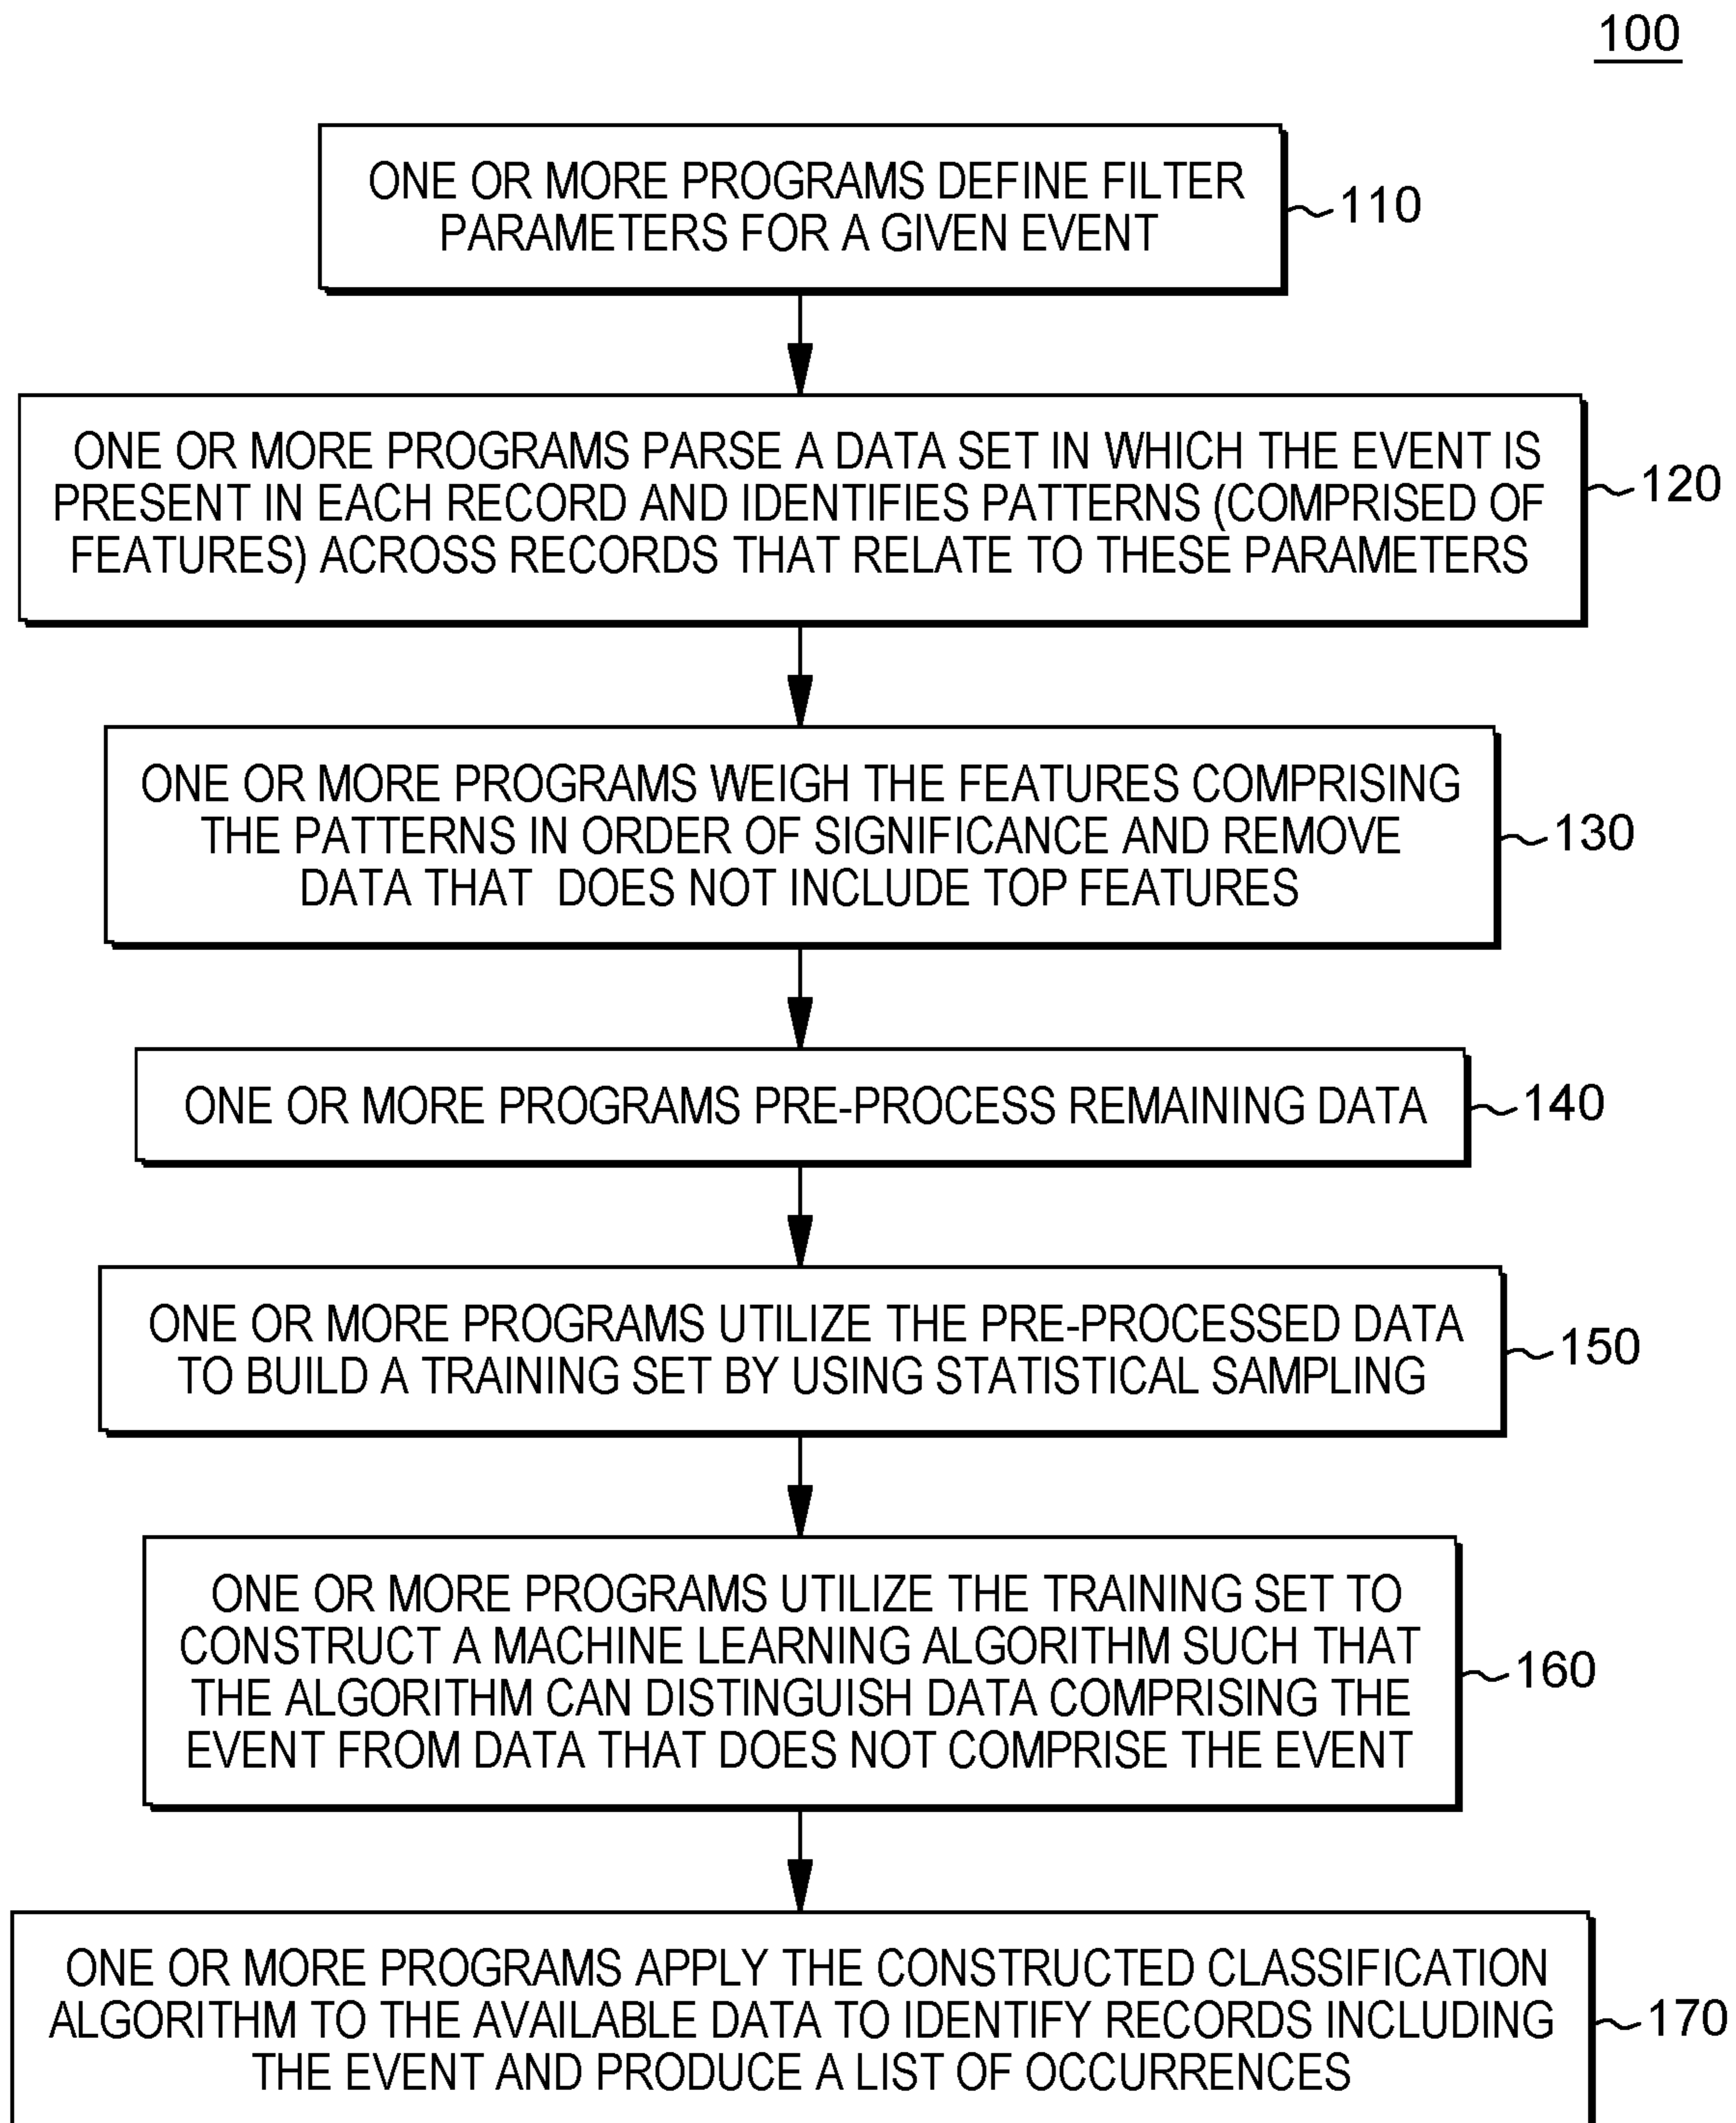 100
ONE OR MORE PROGRAMS DEFINE FILTER
PARAMETERS FOR A GIVEN EVENT
110
ONE OR MORE PROGRAMS PARSE A DATA SET IN WHICH THE EVENT IS
PRESENT IN EACH RECORD AND IDENTIFIES PATTERNS (COMPRISED OF
FEATURES) ACROSS RECORDS THAT RELATE TO THESE PARAMETERS
120
ONE OR MORE PROGRAMS WEIGH THE FEATURES COMPRISING
THE PATTERNS IN ORDER OF SIGNIFICANCE AND REMOVE
DATA THAT DOES NOT INCLUDE TOP FEATURES
130
ONE OR MORE PROGRAMS PRE-PROCESS REMAINING DATA
140
ONE OR MORE PROGRAMS UTILIZE THE PRE-PROCESSED DATA
TO BUILD A TRAINING SET BY USING STATISTICAL SAMPLING
150
ONE OR MORE PROGRAMS UTILIZE THE TRAINING SET TO
CONSTRUCT A MACHINE LEARNING ALGORITHM SUCH THAT
THE ALGORITHM CAN DISTINGUISH DATA COMPRISING THE
EVENT FROM DATA THAT DOES NOT COMPRISE THE EVENT
160
ONE OR MORE PROGRAMS APPLY THE CONSTRUCTED CLASSIFICATION
ALGORITHM TO THE AVAILABLE DATA TO IDENTIFY RECORDS INCLUDING
THE EVENT AND PRODUCE A LIST OF OCCURRENCES
170